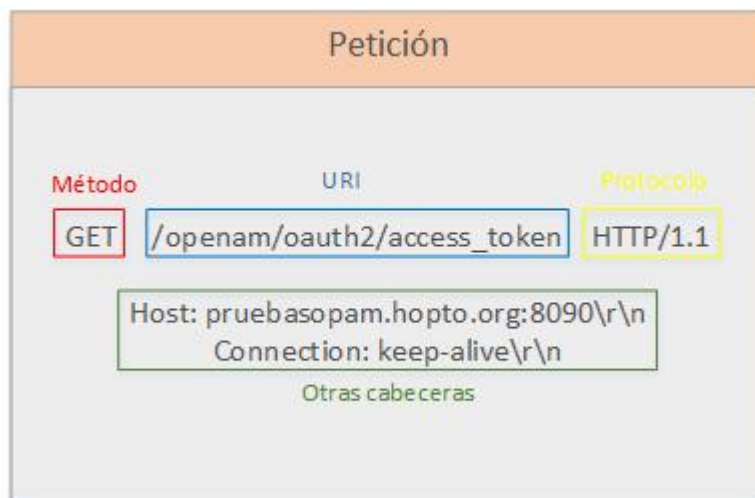 Petición
Método URI Protocolo
GET /openam/oauth2/access_token HTTP/1.1
Host: pruebasopam.hopto.org:8090\r\n
Connection: keep-alive\r\n
Otras cabeceras